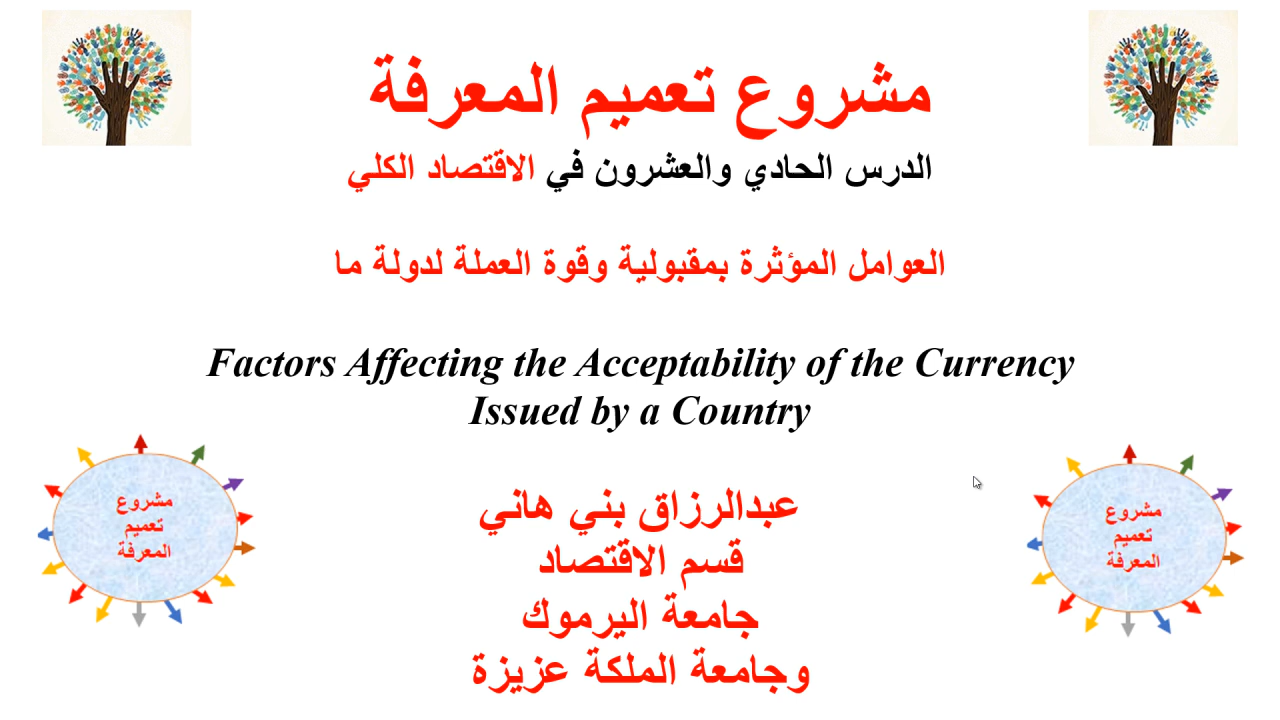 مشروع تعميم المعرفة
الدرس الحادي والعشرون في الاقتصاد الكلي
العوامل المؤثرة بمقبولية وقوة العملة لدولة ما
Factors Affecting the Acceptability of the Currency
Issued by a Country
عبدالرزاق بني هاني
قسم الاقتصاد
جامعة اليرموك
وجامعة الملكة عزيزة
مشروع
تعميم
المعرفة
مشروع
تعميم
المعرفة